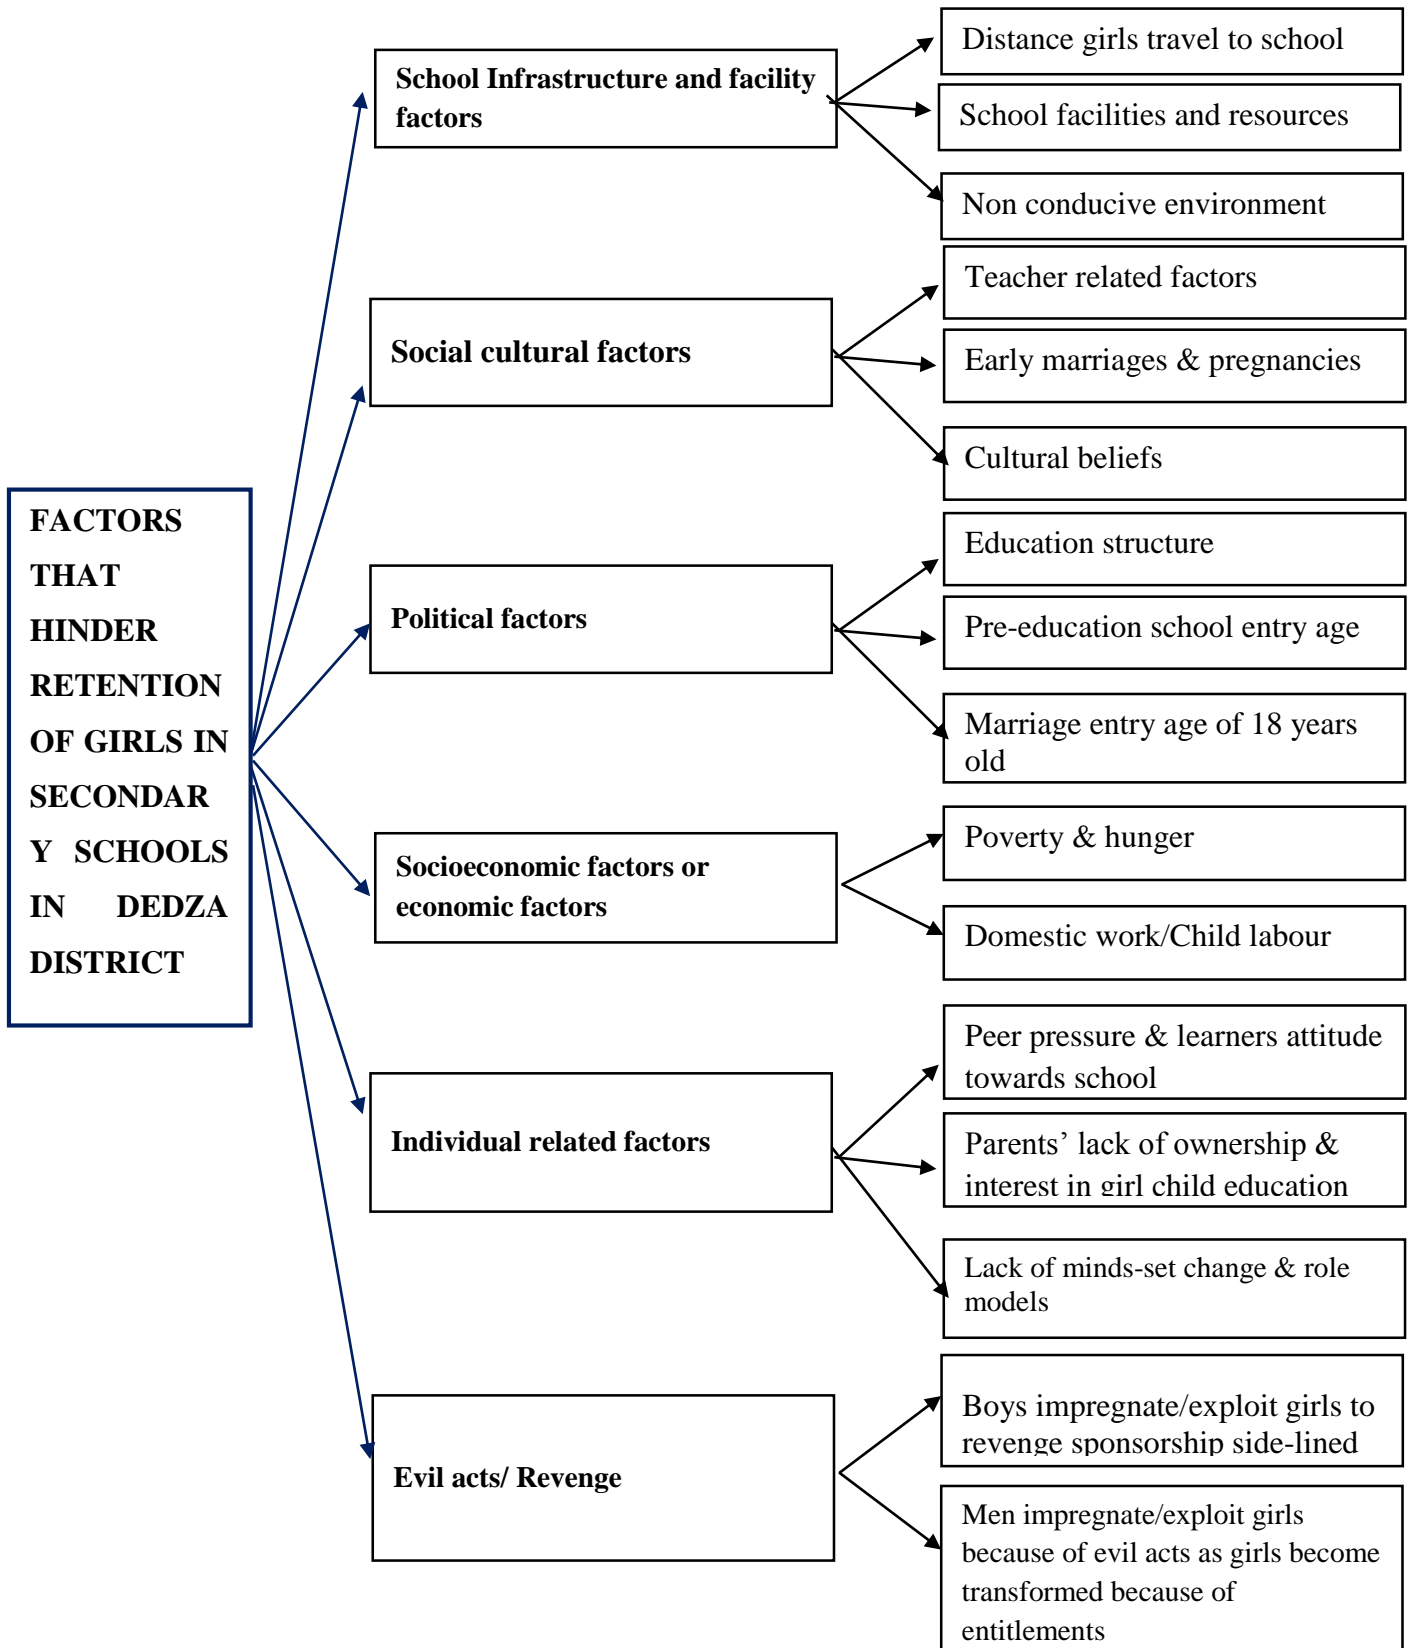 Distance girls travel to school
School Infrastructure and facility
factors
School facilities and resources
Non conducive environment
Teacher related factors
Social cultural factors
Early marriages & pregnancies
Cultural beliefs
FACTORS
THAT
HINDER
RETENTION
OF GIRLS IN
SECONDAR
Y SCHOOLS
IN DEDZA
DISTRICT
Education structure
Political factors
Pre-education school entry age
Marriage entry age of 18 years
old
Poverty & hunger
Socioeconomic factors or
economic factors
Domestic work/Child labour
Peer pressure & learners attitude
towards school
Individual related factors
Parents’ lack of ownership &
interest in girl child education
Lack of minds-set change & role
models
Boys impregnate/exploit girls to
revenge sponsorship side-lined
Evil acts/ Revenge
Men impregnate/exploit girls
because of evil acts as girls become
transformed because of
entitlements